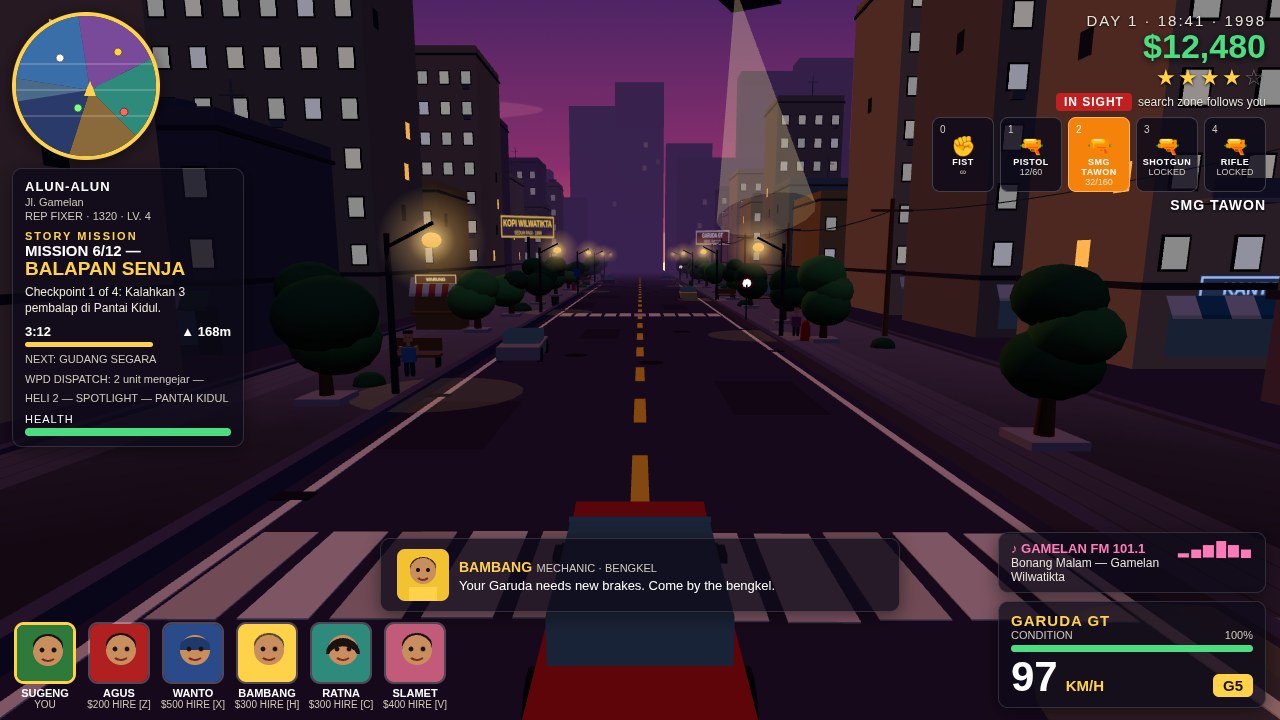 DAY 1 · 18:41 · 1998
$12,480
★★★★☆
IN SIGHT search zone follows you
0 FIST ∞
1 PISTOL 12/60
2 SMG TAWON 32/160
3 SHOTGUN LOCKED
4 RIFLE LOCKED
SMG TAWON
ALUN-ALUN
Jl. Gamelan
REP FIXER · 1320 · LV. 4
STORY MISSION
MISSION 6/12 —
BALAPAN SENJA
Checkpoint 1 of 4: Kalahkan 3
pembalap di Pantai Kidul.
3:12 ▲ 168m
NEXT: GUDANG SEGARA
WPD DISPATCH: 2 unit mengejar —
HELI 2 — SPOTLIGHT — PANTAI KIDUL
HEALTH
KOPI WILWATIKTA
GARUDA GT
WARUNG
BAMBANG MECHANIC · BENGKEL
Your Garuda needs new brakes. Come by the bengkel.
♪ GAMELAN FM 101.1
Bonang Malam — Gamelan
Wilwatikta
GARUDA GT
CONDITION 100%
97 KM/H G5
SUGENG
YOU
AGUS
$200 HIRE [Z]
WANTO
$500 HIRE [X]
BAMBANG
$300 HIRE [H]
RATNA
$300 HIRE [C]
SLAMET
$400 HIRE [V]